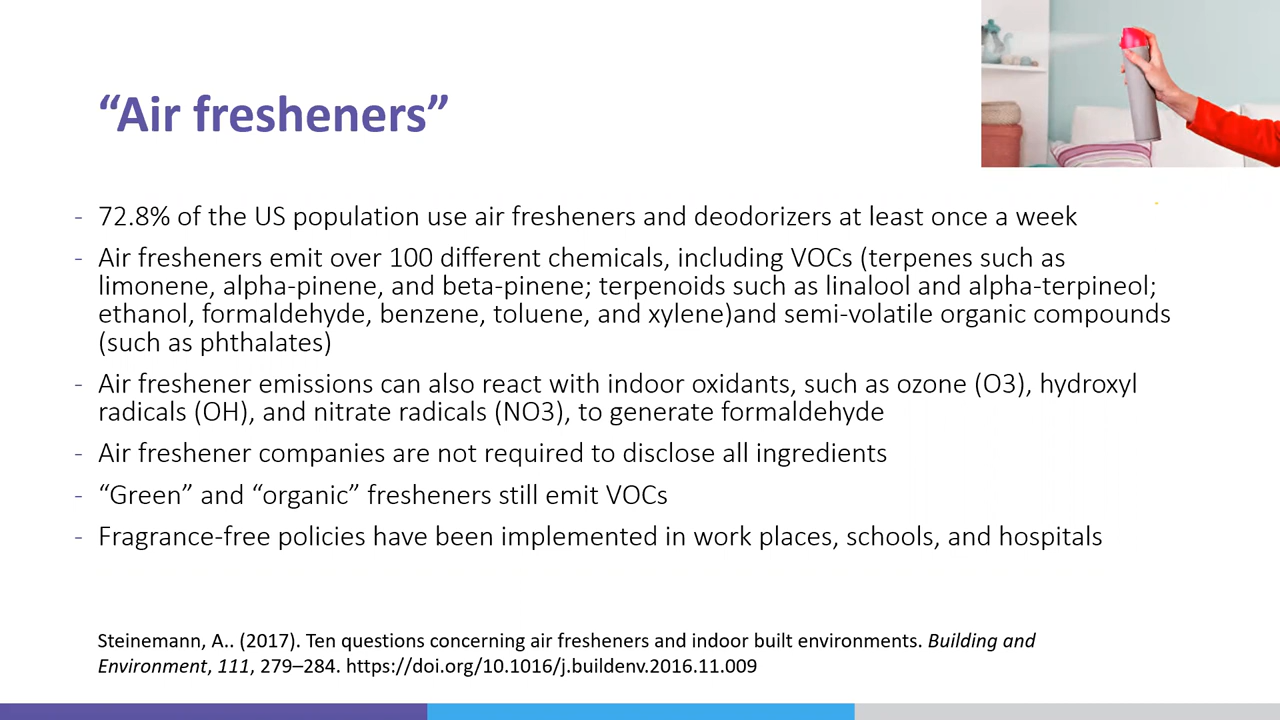 “Air fresheners”
- 72.8% of the US population use air fresheners and deodorizers at least once a week
- Air fresheners emit over 100 different chemicals, including VOCs (terpenes such as
limonene, alpha-pinene, and beta-pinene; terpenoids such as linalool and alpha-terpineol;
ethanol, formaldehyde, benzene, toluene, and xylene)and semi-volatile organic compounds
(such as phthalates)
- Air freshener emissions can also react with indoor oxidants, such as ozone (O3), hydroxyl
radicals (OH), and nitrate radicals (NO3), to generate formaldehyde
- Air freshener companies are not required to disclose all ingredients
- “Green” and “organic” fresheners still emit VOCs
- Fragrance-free policies have been implemented in work places, schools, and hospitals
Steinemann, A.. (2017). Ten questions concerning air fresheners and indoor built environments. Building and
Environment, 111, 279–284. https://doi.org/10.1016/j.buildenv.2016.11.009